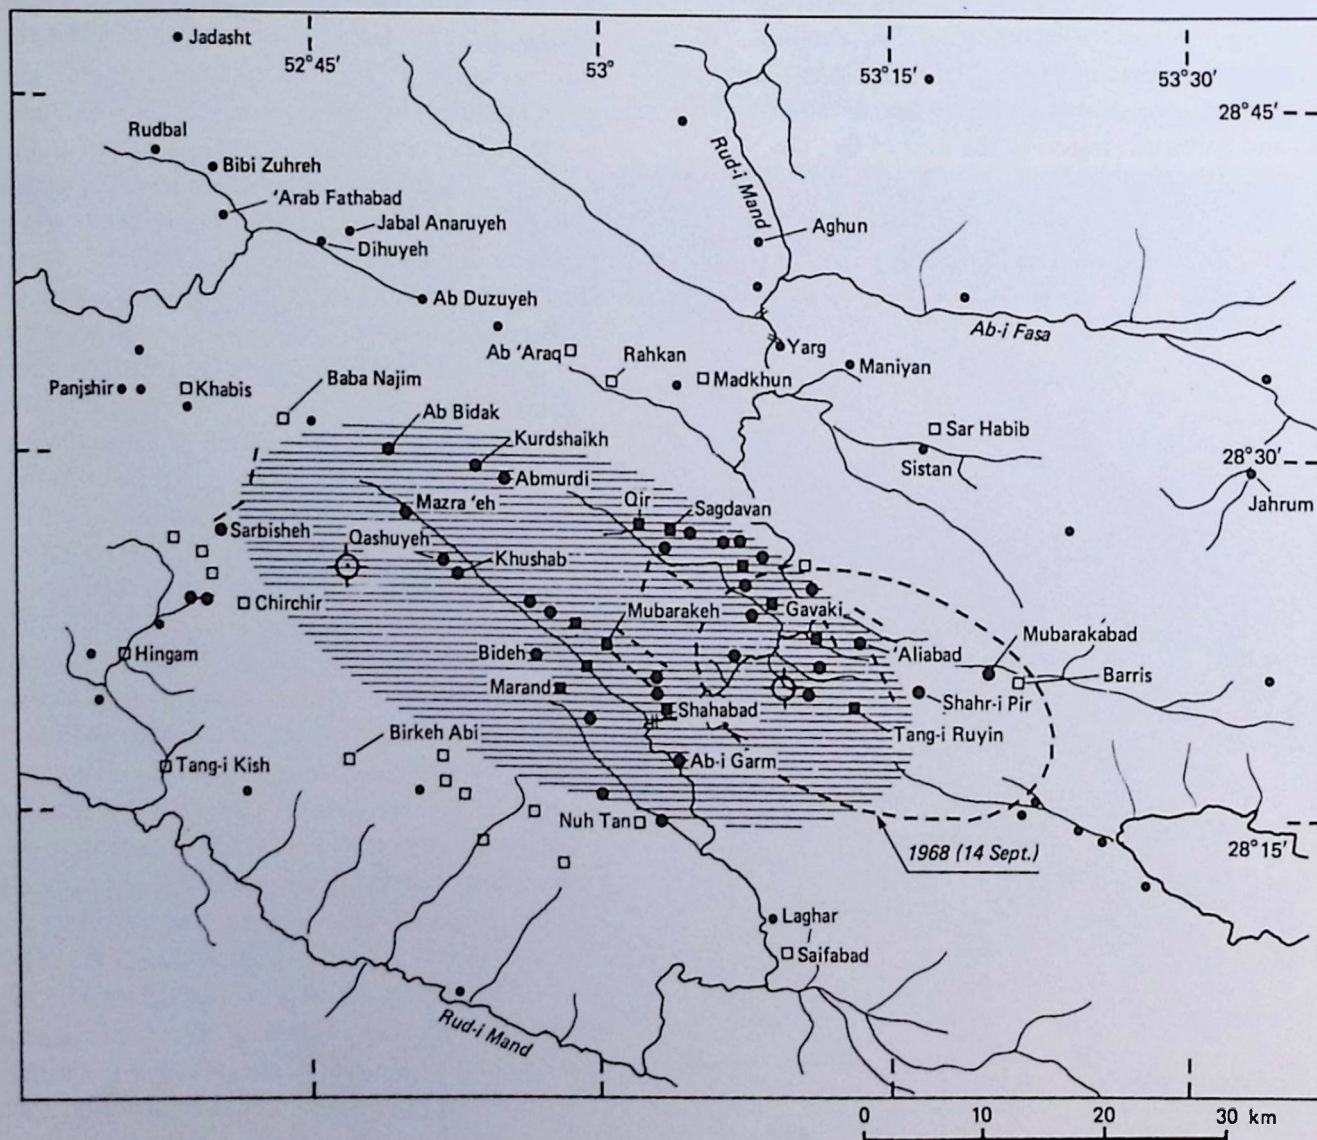 Jadasht
52°45′
53°
53°15′
53°30′
28°45′
Rudbal
Bibi Zuhreh
Rud-i Mand
'Arab Fathabad
Jabal Anaruyeh
Aghun
Dihuyeh
Ab Duzuyeh
Ab-i Fasa
Ab 'Araq
Rahkan
Yarg
Maniyan
Panjshir
Khabis
Baba Najim
Madkhun
Ab Bidak
Sar Habib
Kurdshaikh
28°30′
Sistan
Abmurdi
Jahrum
Mazra 'eh
Qir
Sagdavan
Sarbisheh
Qashuyeh
Khushab
Chirchir
Mubarakeh
Gavaki
Mubarakabad
Hingam
Bideh
'Aliabad
Barris
Marand
Shahr-i Pir
Shahabad
Birkeh Abi
Tang-i Ruyin
Tang-i Kish
Ab-i Garm
Nuh Tan
1968 (14 Sept.)
28°15′
Laghar
Saifabad
Rud-i Mand
0 10 20 30 km